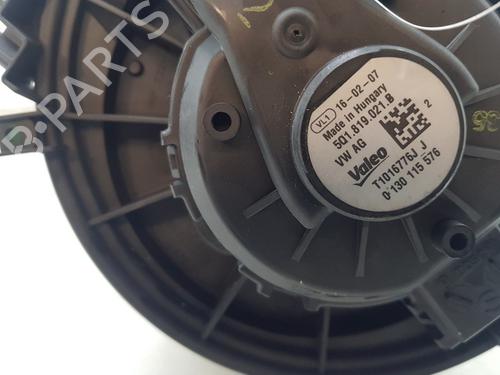 VL1 16-02-07
Made in Hungary
5Q1.819.021.B
VW AG 2
Valeo
T1016776J J
0 130 115 576
B-PARTS